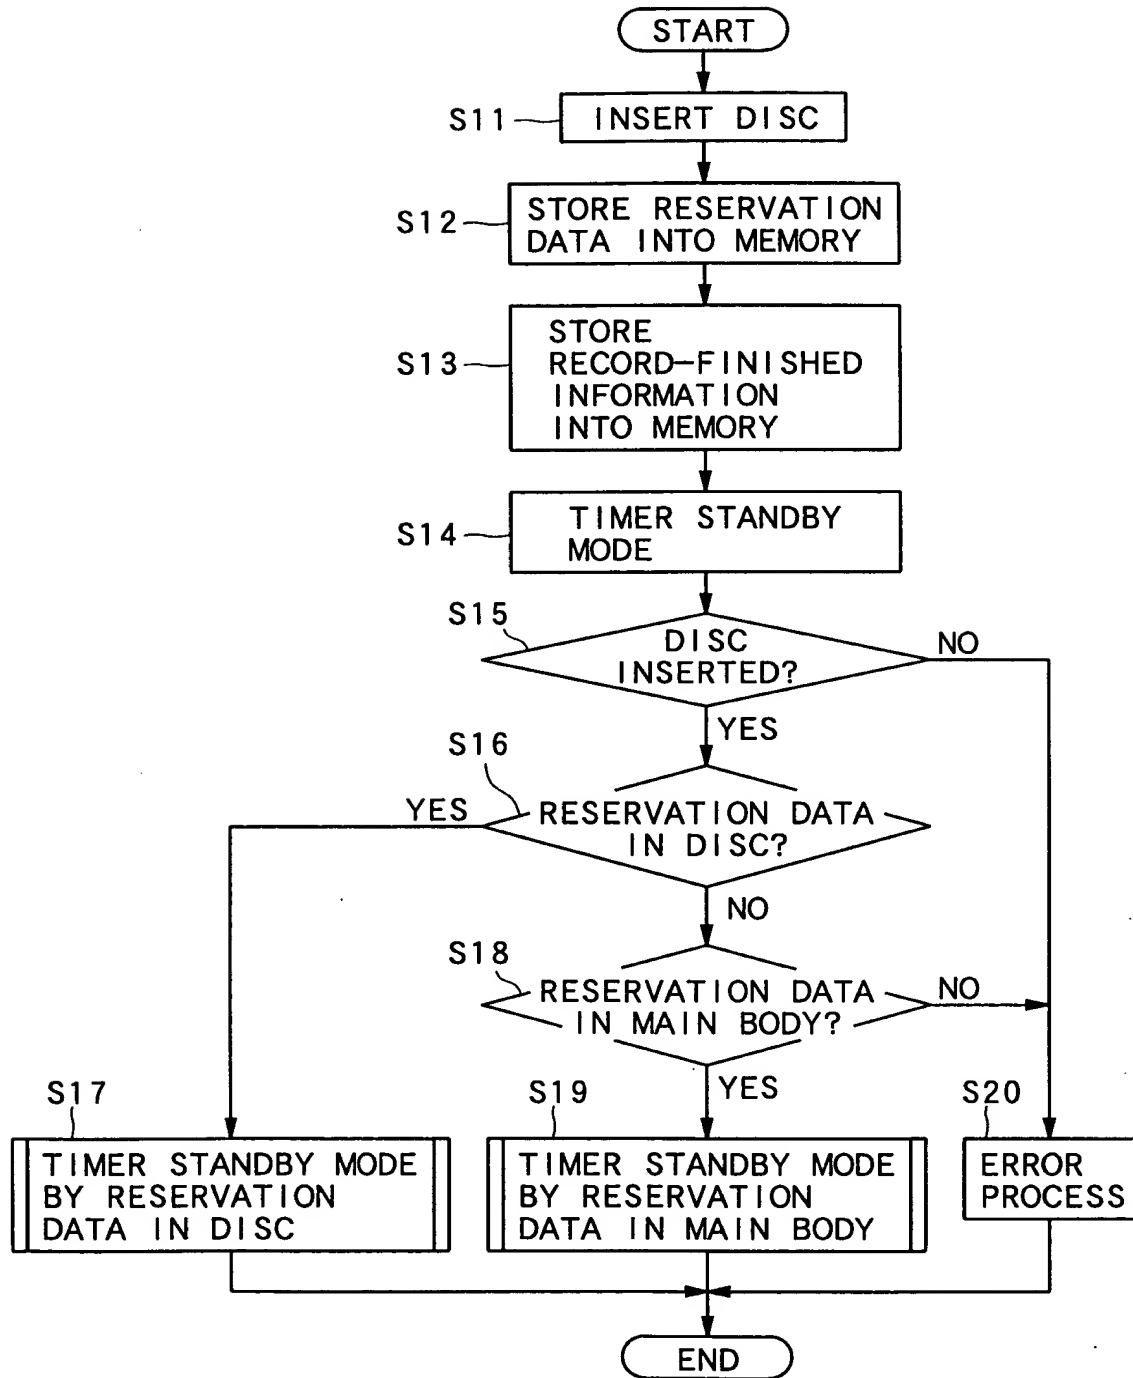 START
S11
INSERT DISC
S12
STORE RESERVATION
DATA INTO MEMORY
S13
STORE
RECORD-FINISHED
INFORMATION
INTO MEMORY
S14
TIMER STANDBY
MODE
S15
DISC
INSERTED?
NO
YES
S16
YES
RESERVATION DATA
IN DISC?
NO
S18
RESERVATION DATA
IN MAIN BODY?
NO
YES
S17
TIMER STANDBY MODE
BY RESERVATION
DATA IN DISC
S19
TIMER STANDBY MODE
BY RESERVATION
DATA IN MAIN BODY
S20
ERROR
PROCESS
END